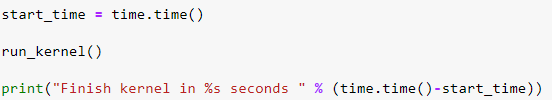 start_time = time.time()
run_kernel()
print("Finish kernel in %s seconds " % (time.time()-start_time))